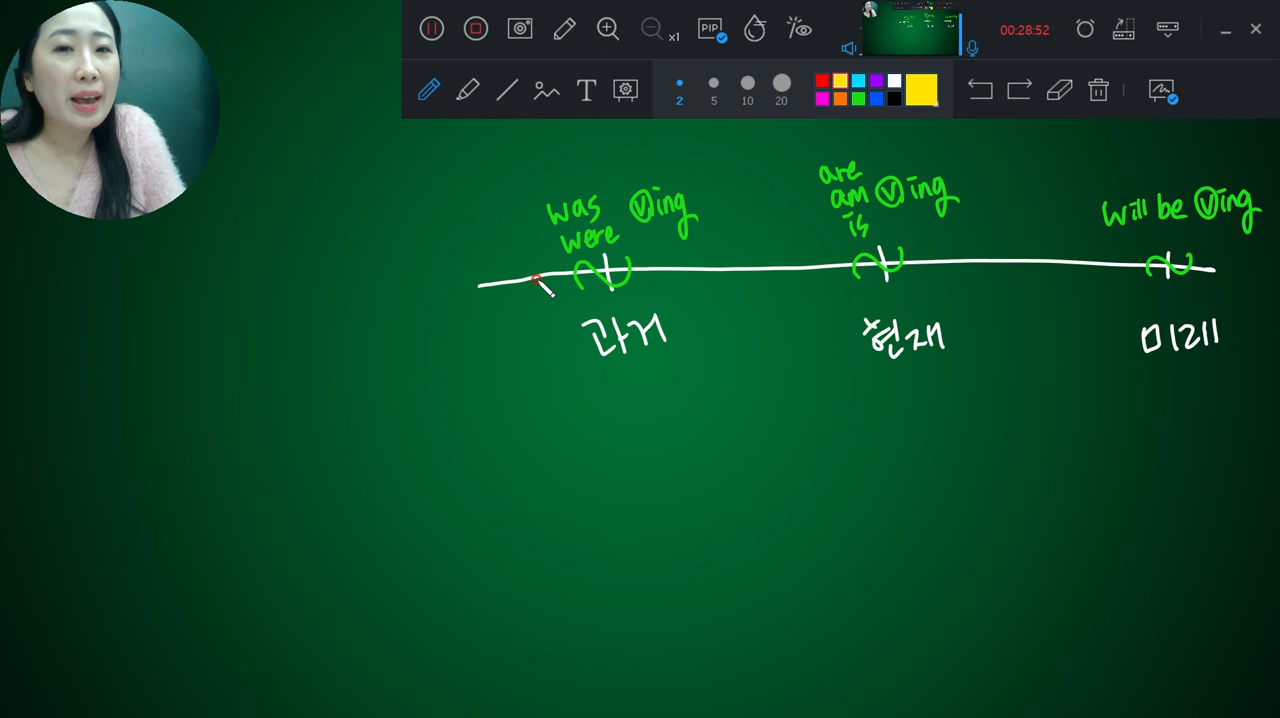 x1
PIP
00:28:52
T
2
5
10
20
was
were
Ving
are
am
is
Ving
will be Ving
과거
현재
미래